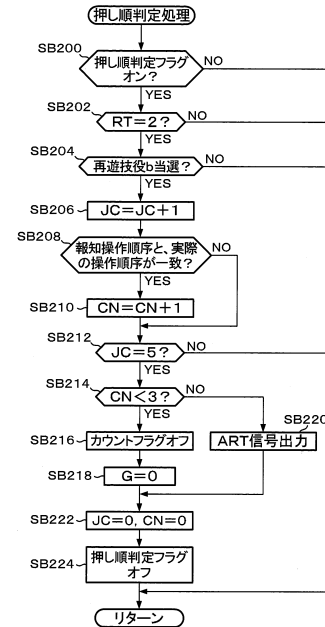 押し順判定処理
SB200
押し順判定フラグ
オン？
NO
YES
SB202
RT＝2？
NO
YES
SB204
再遊技役b当選？
NO
YES
SB206
JC＝JC＋1
SB208
報知操作順序と、実際
の操作順序が一致？
NO
YES
SB210
CN＝CN＋1
SB212
JC＝5？
NO
YES
SB214
CN＜3？
NO
YES
SB220
SB216
カウントフラグオフ
ART信号出力
SB218
G＝0
SB222
JC＝0, CN＝0
SB224
押し順判定フラグ
オフ
リターン